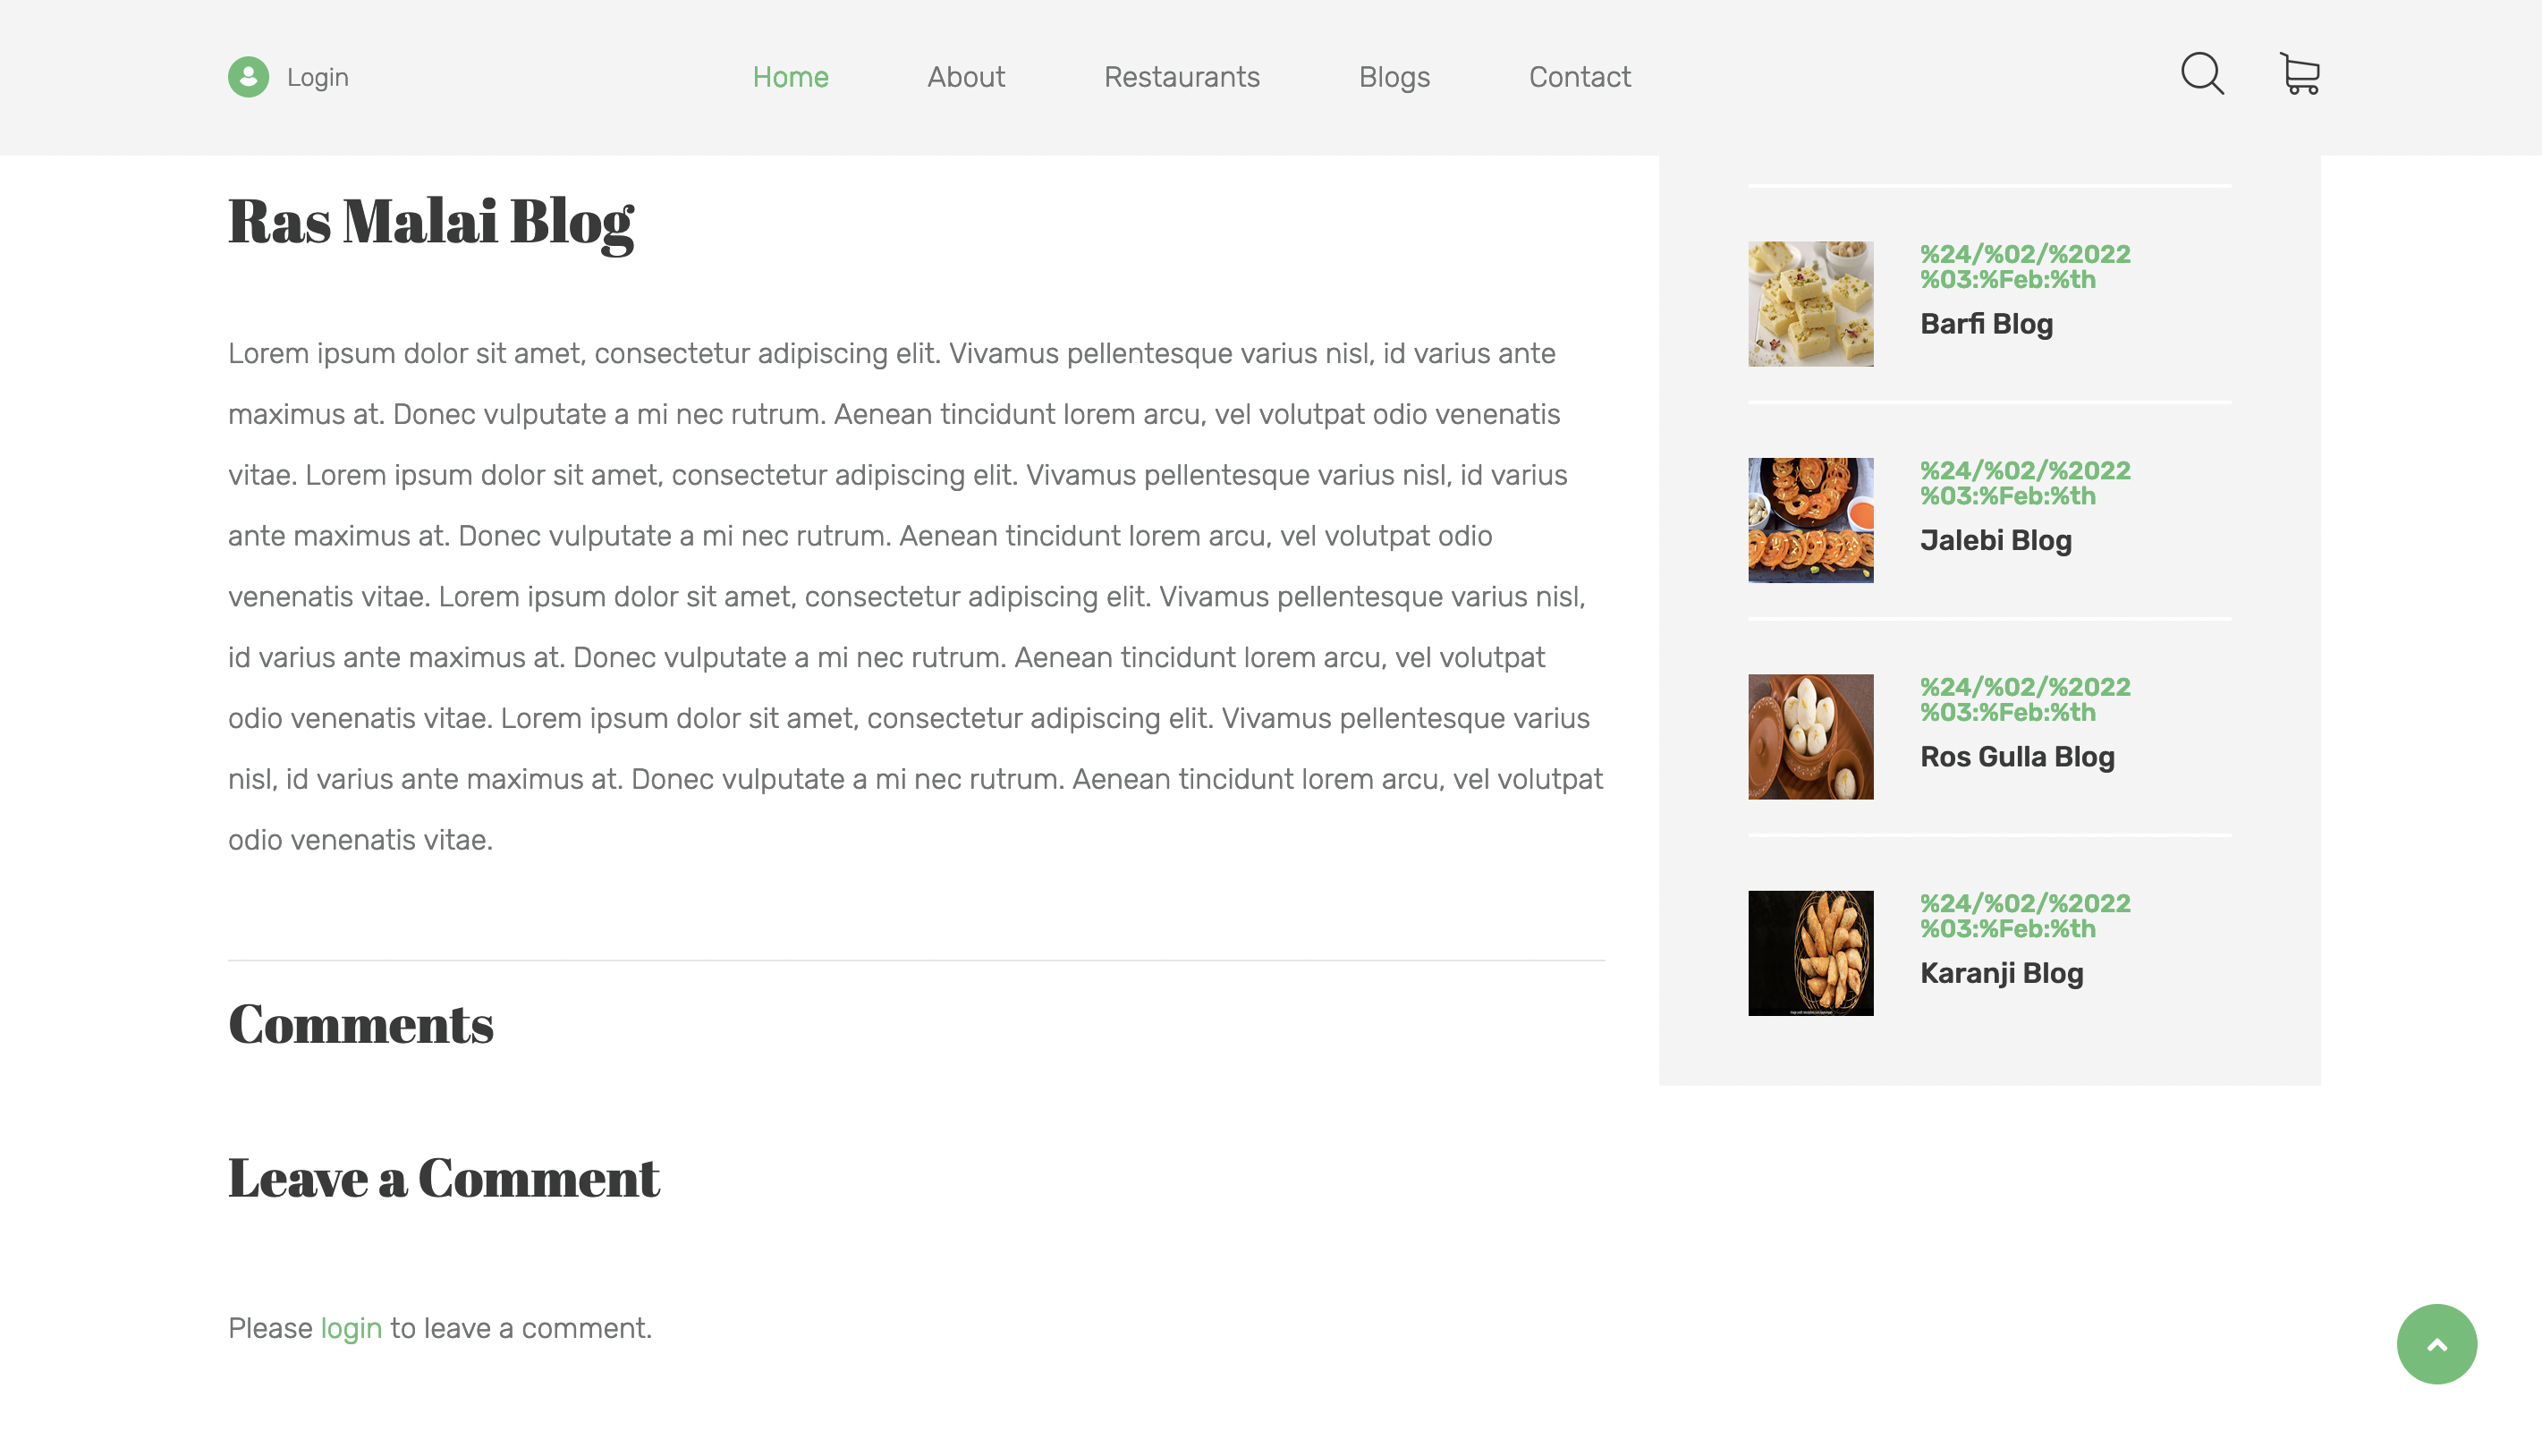 Login
Home
About
Restaurants
Blogs
Contact
Ras Malai Blog
Lorem ipsum dolor sit amet, consectetur adipiscing elit. Vivamus pellentesque varius nisl, id varius ante
maximus at. Donec vulputate a mi nec rutrum. Aenean tincidunt lorem arcu, vel volutpat odio venenatis
vitae. Lorem ipsum dolor sit amet, consectetur adipiscing elit. Vivamus pellentesque varius nisl, id varius
ante maximus at. Donec vulputate a mi nec rutrum. Aenean tincidunt lorem arcu, vel volutpat odio
venenatis vitae. Lorem ipsum dolor sit amet, consectetur adipiscing elit. Vivamus pellentesque varius nisl,
id varius ante maximus at. Donec vulputate a mi nec rutrum. Aenean tincidunt lorem arcu, vel volutpat
odio venenatis vitae. Lorem ipsum dolor sit amet, consectetur adipiscing elit. Vivamus pellentesque varius
nisl, id varius ante maximus at. Donec vulputate a mi nec rutrum. Aenean tincidunt lorem arcu, vel volutpat
odio venenatis vitae.
Comments
Leave a Comment
Please login to leave a comment.
%24/%02/%2022
%03:%Feb:%th
Barfi Blog
%24/%02/%2022
%03:%Feb:%th
Jalebi Blog
%24/%02/%2022
%03:%Feb:%th
Ros Gulla Blog
%24/%02/%2022
%03:%Feb:%th
Karanji Blog